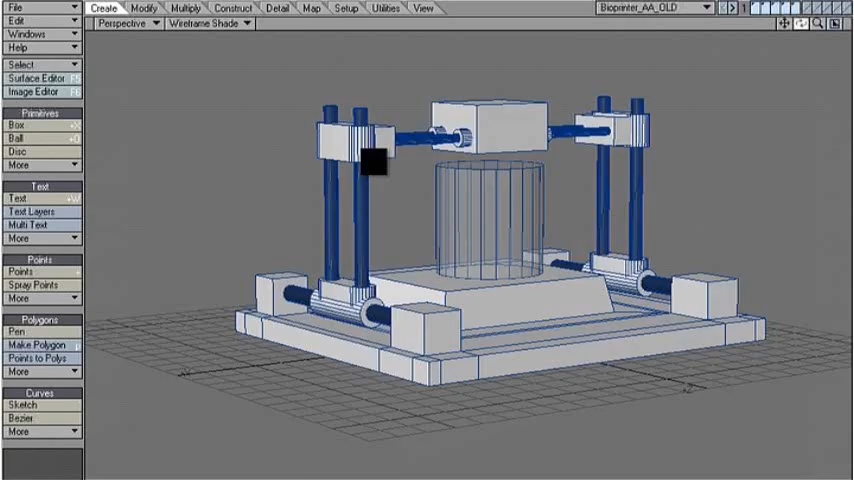 File
Create Modify Multiply Construct Detail Map Setup Utilities View
Bioprinter_AA_OLD
1
Edit
Perspective
Wireframe Shade
Windows
Help
Select
Surface Editor
Image Editor
Primitives
Box
Ball
Disc
More
Text
Text
Text Layers
Multi Text
More
Points
Points
Spray Points
More
Polygons
Pen
Make Polygon
Points to Polys
More
Curves
Sketch
Bezier
More